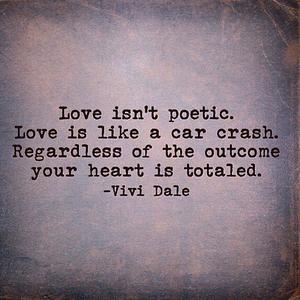 Love isn't poetic.
Love is like a car crash.
Regardless of the outcome
your heart is totaled.
-Vivi Dale